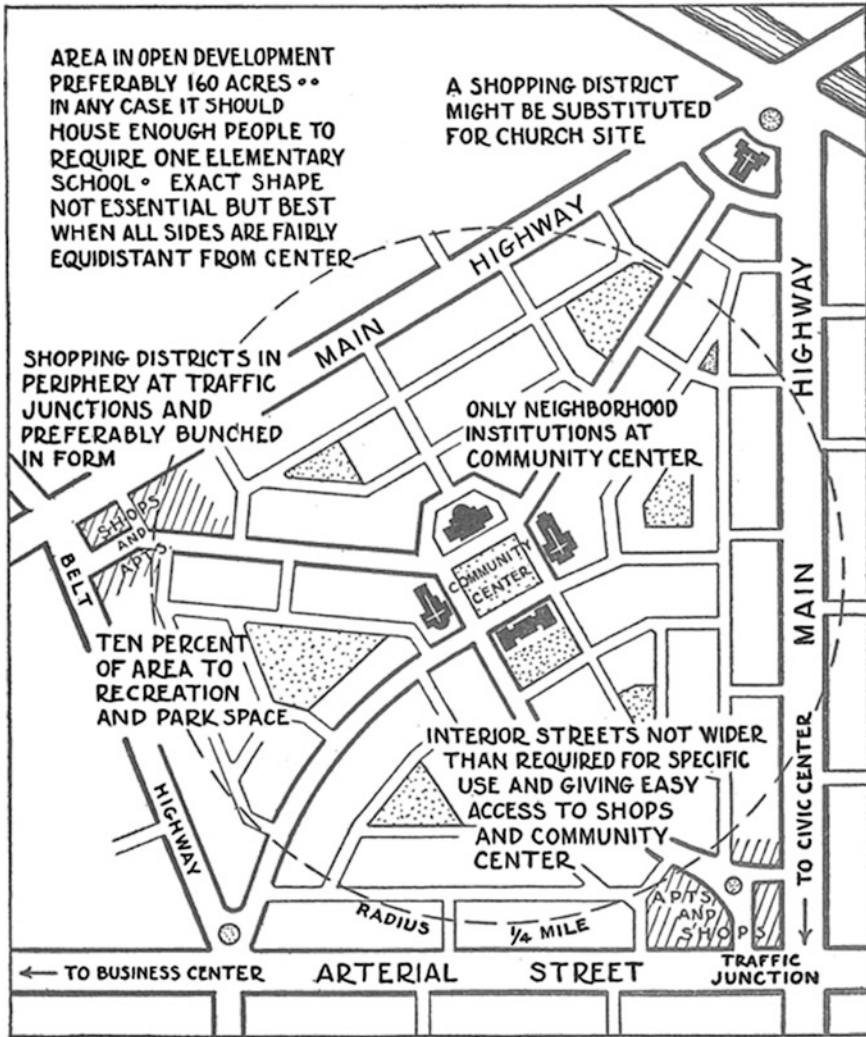 AREA IN OPEN DEVELOPMENT
PREFERABLY 160 ACRES ••
IN ANY CASE IT SHOULD
HOUSE ENOUGH PEOPLE TO
REQUIRE ONE ELEMENTARY
SCHOOL • EXACT SHAPE
NOT ESSENTIAL BUT BEST
WHEN ALL SIDES ARE FAIRLY
EQUIDISTANT FROM CENTER
A SHOPPING DISTRICT
MIGHT BE SUBSTITUTED
FOR CHURCH SITE
MAIN HIGHWAY
SHOPPING DISTRICTS IN
PERIPHERY AT TRAFFIC
JUNCTIONS AND
PREFERABLY BUNCHED
IN FORM
ONLY NEIGHBORHOOD
INSTITUTIONS AT
COMMUNITY CENTER
HIGHWAY
MAIN
SHOPS
AND
APTS.
BELT
HIGHWAY
COMMUNITY
CENTER
TEN PERCENT
OF AREA TO
RECREATION
AND PARK SPACE
INTERIOR STREETS NOT WIDER
THAN REQUIRED FOR SPECIFIC
USE AND GIVING EASY
ACCESS TO SHOPS
AND COMMUNITY
CENTER
← TO CIVIC CENTER
RADIUS 1/4 MILE
APTS
AND
SHOPS
← TO BUSINESS CENTER
ARTERIAL STREET
TRAFFIC
JUNCTION